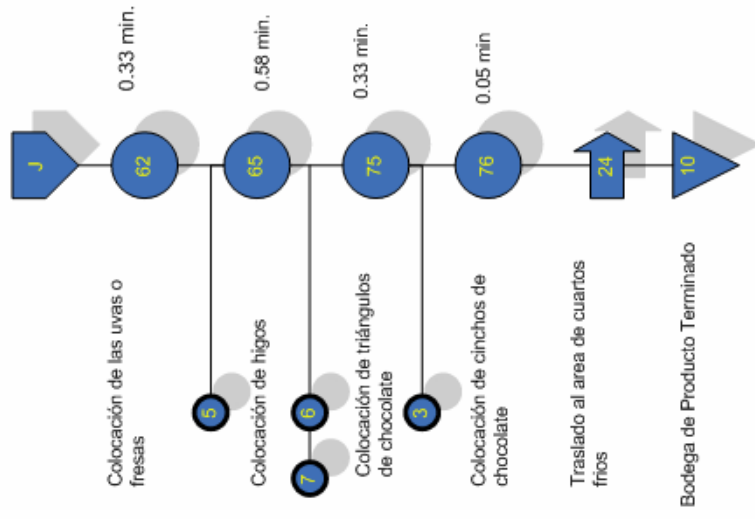 J
Colocación de las uvas o
fresas
62
0.33 min.
5
Colocación de higos
65
0.58 min.
7
6
Colocación de triángulos
de chocolate
75
0.33 min.
3
Colocación de cinchos de
chocolate
76
0.05 min
Traslado al area de cuartos
frios
24
Bodega de Producto Terminado
10